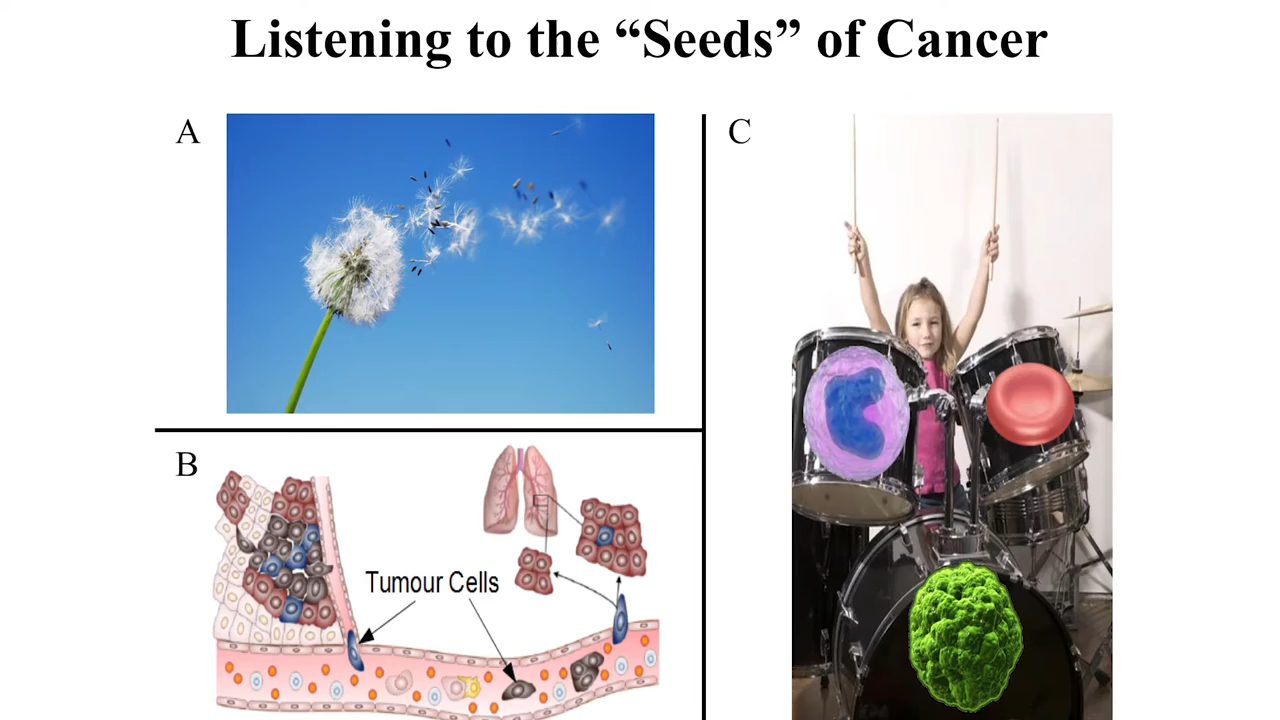 Listening to the “Seeds” of Cancer
A
B
Tumour Cells
C